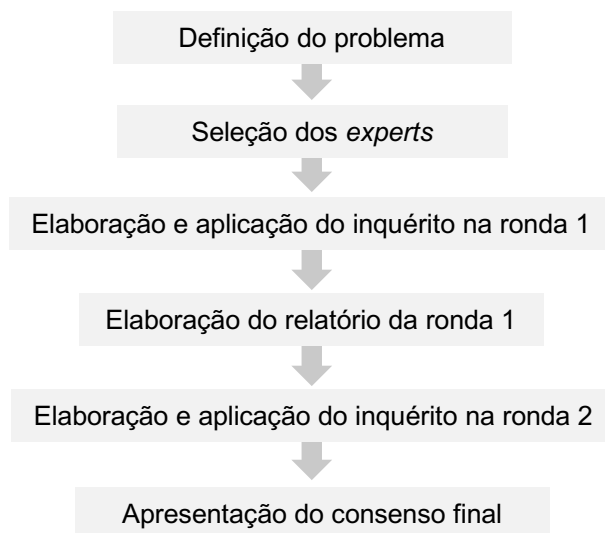 Definição do problema
Seleção dos experts
Elaboração e aplicação do inquérito na ronda 1
Elaboração do relatório da ronda 1
Elaboração e aplicação do inquérito na ronda 2
Apresentação do consenso final